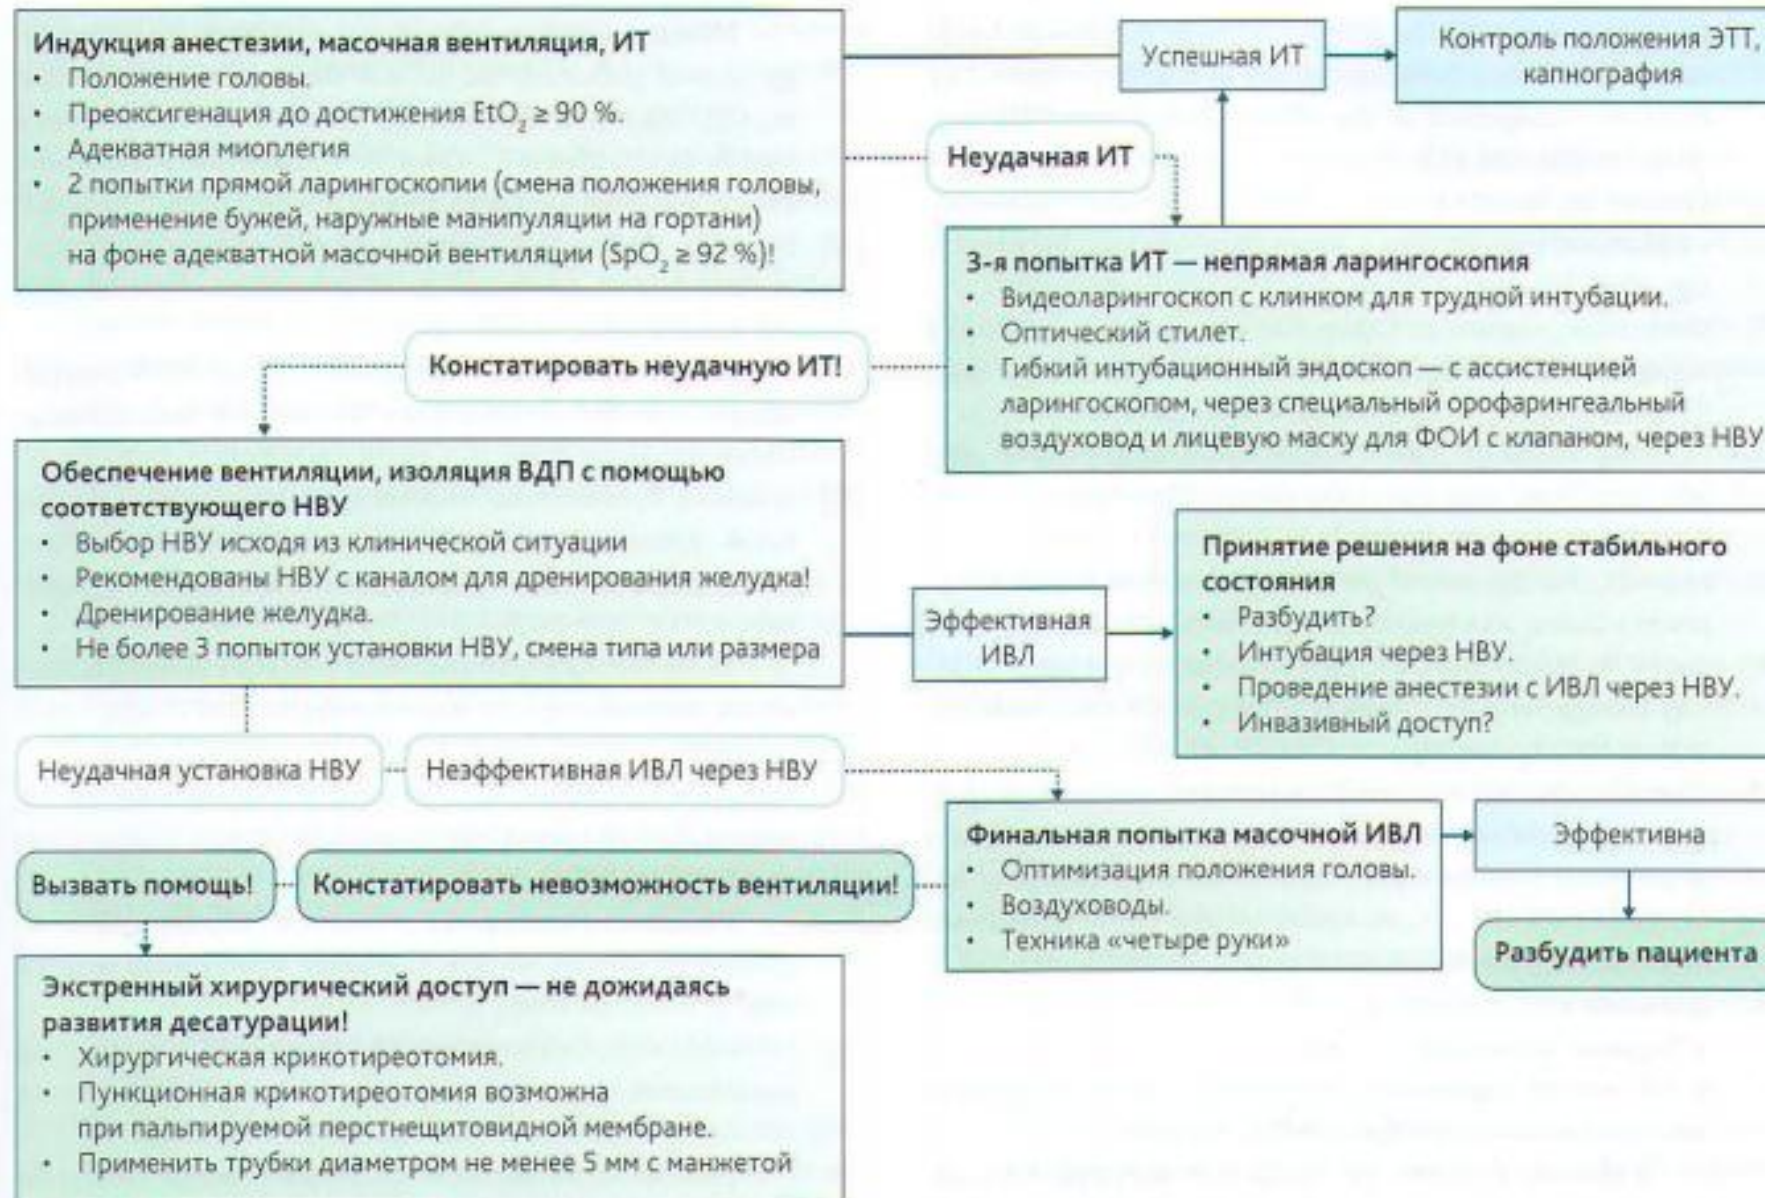 Индукция анестезии, масочная вентиляция, ИТ
• Положение головы.
• Преоксигенация до достижения EtO₂ ≥ 90 %.
• Адекватная миоплегия
• 2 попытки прямой ларингоскопии (смена положения головы,
применение бужей, наружные манипуляции на гортани)
на фоне адекватной масочной вентиляции (SpO₂ ≥ 92 %)!
Успешная ИТ
Контроль положения ЭТТ,
капнография
Неудачная ИТ
3-я попытка ИТ — непрямая ларингоскопия
• Видеоларингоскоп с клинком для трудной интубации.
• Оптический стилет.
• Гибкий интубационный эндоскоп — с ассистенцией
ларингоскопом, через специальный орофарингеальный
воздуховод и лицевую маску для ФОИ с клапаном, через НВУ
Констатировать неудачную ИТ!
Обеспечение вентиляции, изоляция ВДП с помощью
соответствующего НВУ
• Выбор НВУ исходя из клинической ситуации
• Рекомендованы НВУ с каналом для дренирования желудка!
• Дренирование желудка.
• Не более 3 попыток установки НВУ, смена типа или размера
Эффективная
ИВЛ
Принятие решения на фоне стабильного
состояния
• Разбудить?
• Интубация через НВУ.
• Проведение анестезии с ИВЛ через НВУ.
• Инвазивный доступ?
Неудачная установка НВУ
Неэффективная ИВЛ через НВУ
Финальная попытка масочной ИВЛ
• Оптимизация положения головы.
• Воздуховоды.
• Техника «четыре руки»
Эффективна
Разбудить пациента
Вызвать помощь!
Констатировать невозможность вентиляции!
Экстренный хирургический доступ — не дожидаясь
развития десатурации!
• Хирургическая крикотиреотомия.
• Пункционная крикотиреотомия возможна
при пальпируемой перстнещитовидной мембране.
• Применить трубки диаметром не менее 5 мм с манжетой